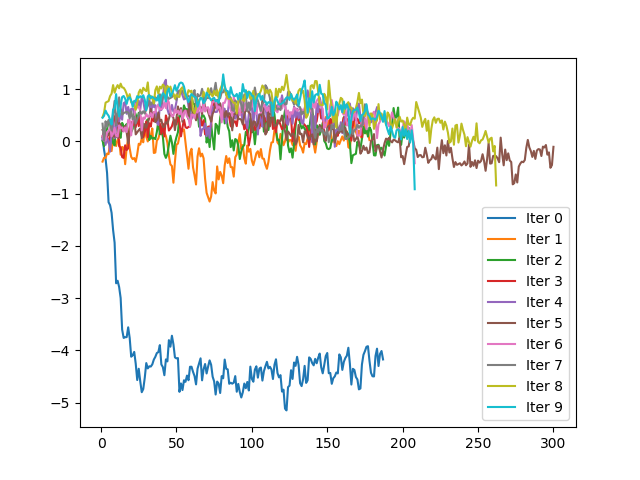 1
0
−1
−2
−3
−4
−5
0
50
100
150
200
250
300
Iter 0
Iter 1
Iter 2
Iter 3
Iter 4
Iter 5
Iter 6
Iter 7
Iter 8
Iter 9